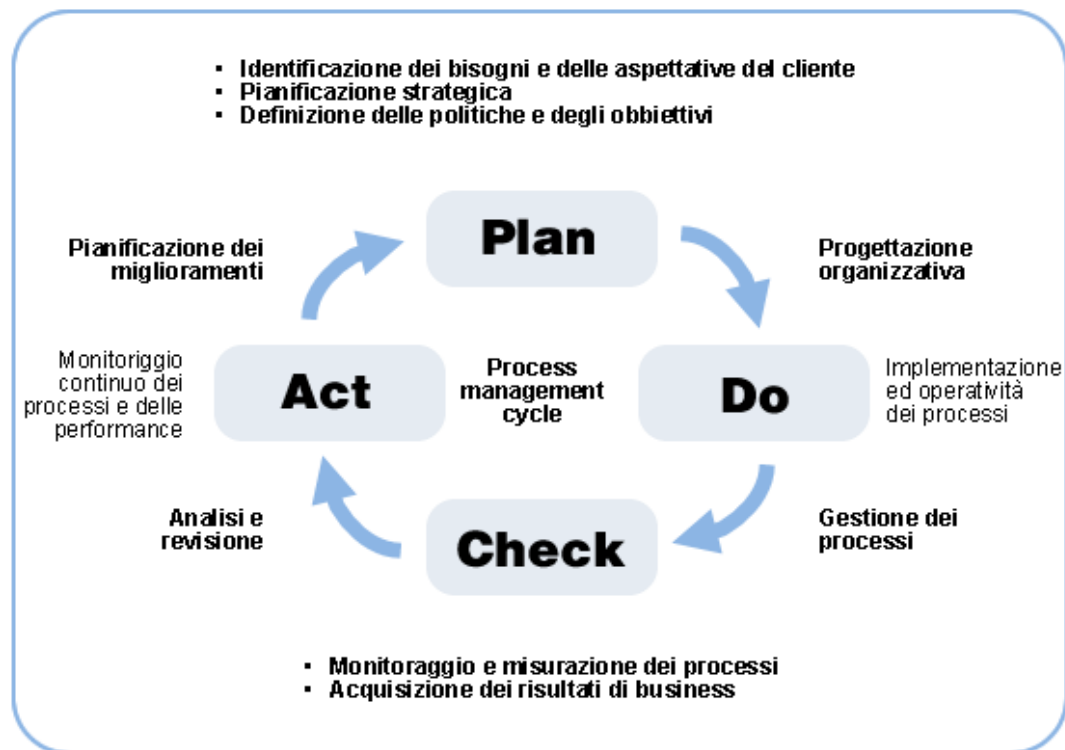 ▪ Identificazione dei bisogni e delle aspettative del cliente
▪ Pianificazione strategica
▪ Definizione delle politiche e degli obbiettivi
Plan
Pianificazione dei
miglioramenti
Progettazione
organizzativa
Monitoriggio
continuo dei
processi e delle
performance
Act
Process
management
cycle
Do
Implementazione
ed operatività
dei processi
Analisi e
revisione
Check
Gestione dei
processi
▪ Monitoraggio e misurazione dei processi
▪ Acquisizione dei risultati di business